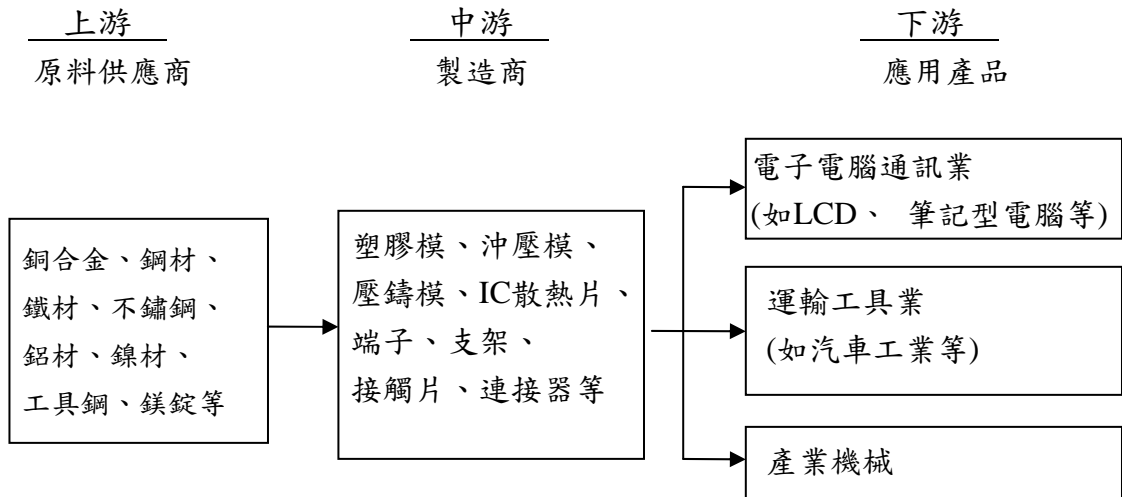 上游
原料供應商
中游
製造商
下游
應用產品
銅合金、鋼材、
鐵材、不鏽鋼、
鋁材、鎳材、
工具鋼、鎂錠等
塑膠模、沖壓模、
壓鑄模、IC散熱片、
端子、支架、
接觸片、連接器等
電子電腦通訊業
(如LCD、 筆記型電腦等)
運輸工具業
(如汽車工業等)
產業機械